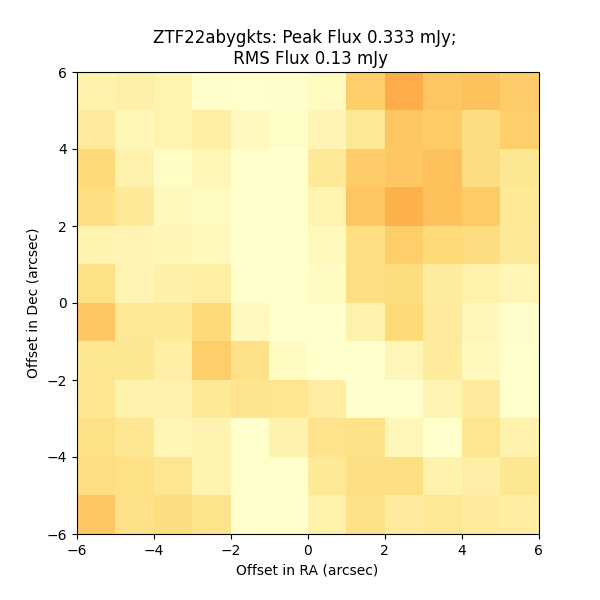 ZTF22abygkts: Peak Flux 0.333 mJy;
RMS Flux 0.13 mJy
6
4
2
0
−2
−4
−6
Offset in Dec (arcsec)
−6 −4 −2 0 2 4 6
Offset in RA (arcsec)